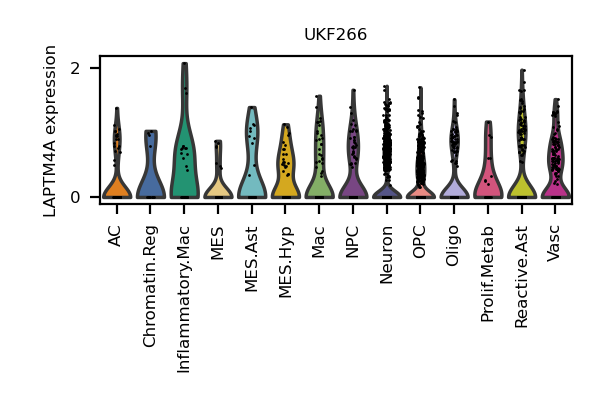 UKF266
LAPTM4A expression
2
0
AC
Chromatin.Reg
Inflammatory.Mac
MES
MES.Ast
MES.Hyp
Mac
NPC
Neuron
OPC
Oligo
Prolif.Metab
Reactive.Ast
Vasc